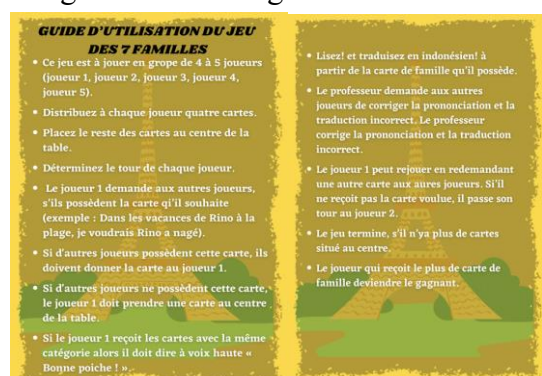 GUIDE D'UTILISATION DU JEU
DES 7 FAMILLES
• Ce jeu est à jouer en grope de 4 à 5 joueurs
(joueur 1, joueur 2, joueur 3, joueur 4,
joueur 5).
• Distribuez à chaque joueur quatre cartes.
• Placez le reste des cartes au centre de la
table.
• Déterminez le tour de chaque joueur.
• Le joueur 1 demande aux autres joueurs,
s'ils possèdent la carte qi'il souhaite
(exemple : Dans les vacances de Rino à la
plage, je voudrais Rino a nagé).
• Si d'autres joueurs possèdent cette carte, ils
doivent donner la carte au joueur 1.
• Si d'autres joueurs ne possèdent cette carte,
le joueur 1 doit prendre une carte au centre
de la table.
• Si le joueur 1 reçoit les cartes avec la même
catégorie alors il doit dire à voix haute «
Bonne poiche ! ».
• Lisez! et traduisez en indonésien! à
partir de la carte de famille qu'il possède.
• Le professeur demande aux autres
joueurs de corriger la prononciation et la
traduction incorrect. Le professeur
corrige la prononciation et la traduction
incorrect.
• Le joueur 1 peut rejouer en redemandant
une autre carte aux aures joueurs. Si'il
ne reçoit pas la carte voulue, il passe son
tour au joueur 2.
• Le jeu termine, s'il n'ya plus de cartes
situé au centre.
• Le joueur qui reçoit le plus de carte de
famille deviendre le gagnant.